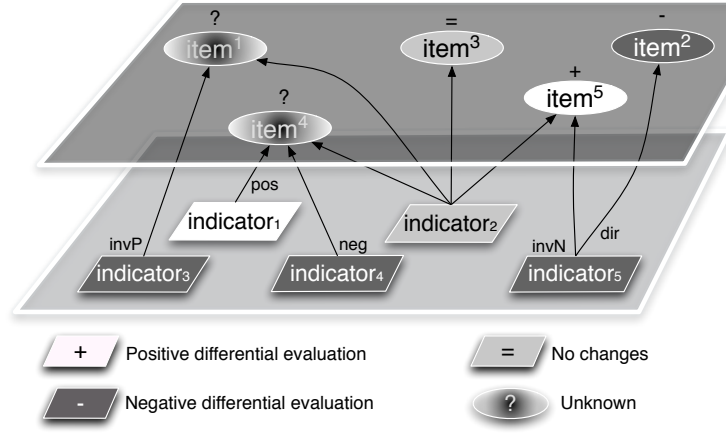 ? = -
item¹ item³ item²
+
item⁵
?
item⁴
pos
indicator₁ indicator₂
invP neg invN dir
indicator₃ indicator₄ indicator₅
+ Positive differential evaluation = No changes
- Negative differential evaluation ? Unknown